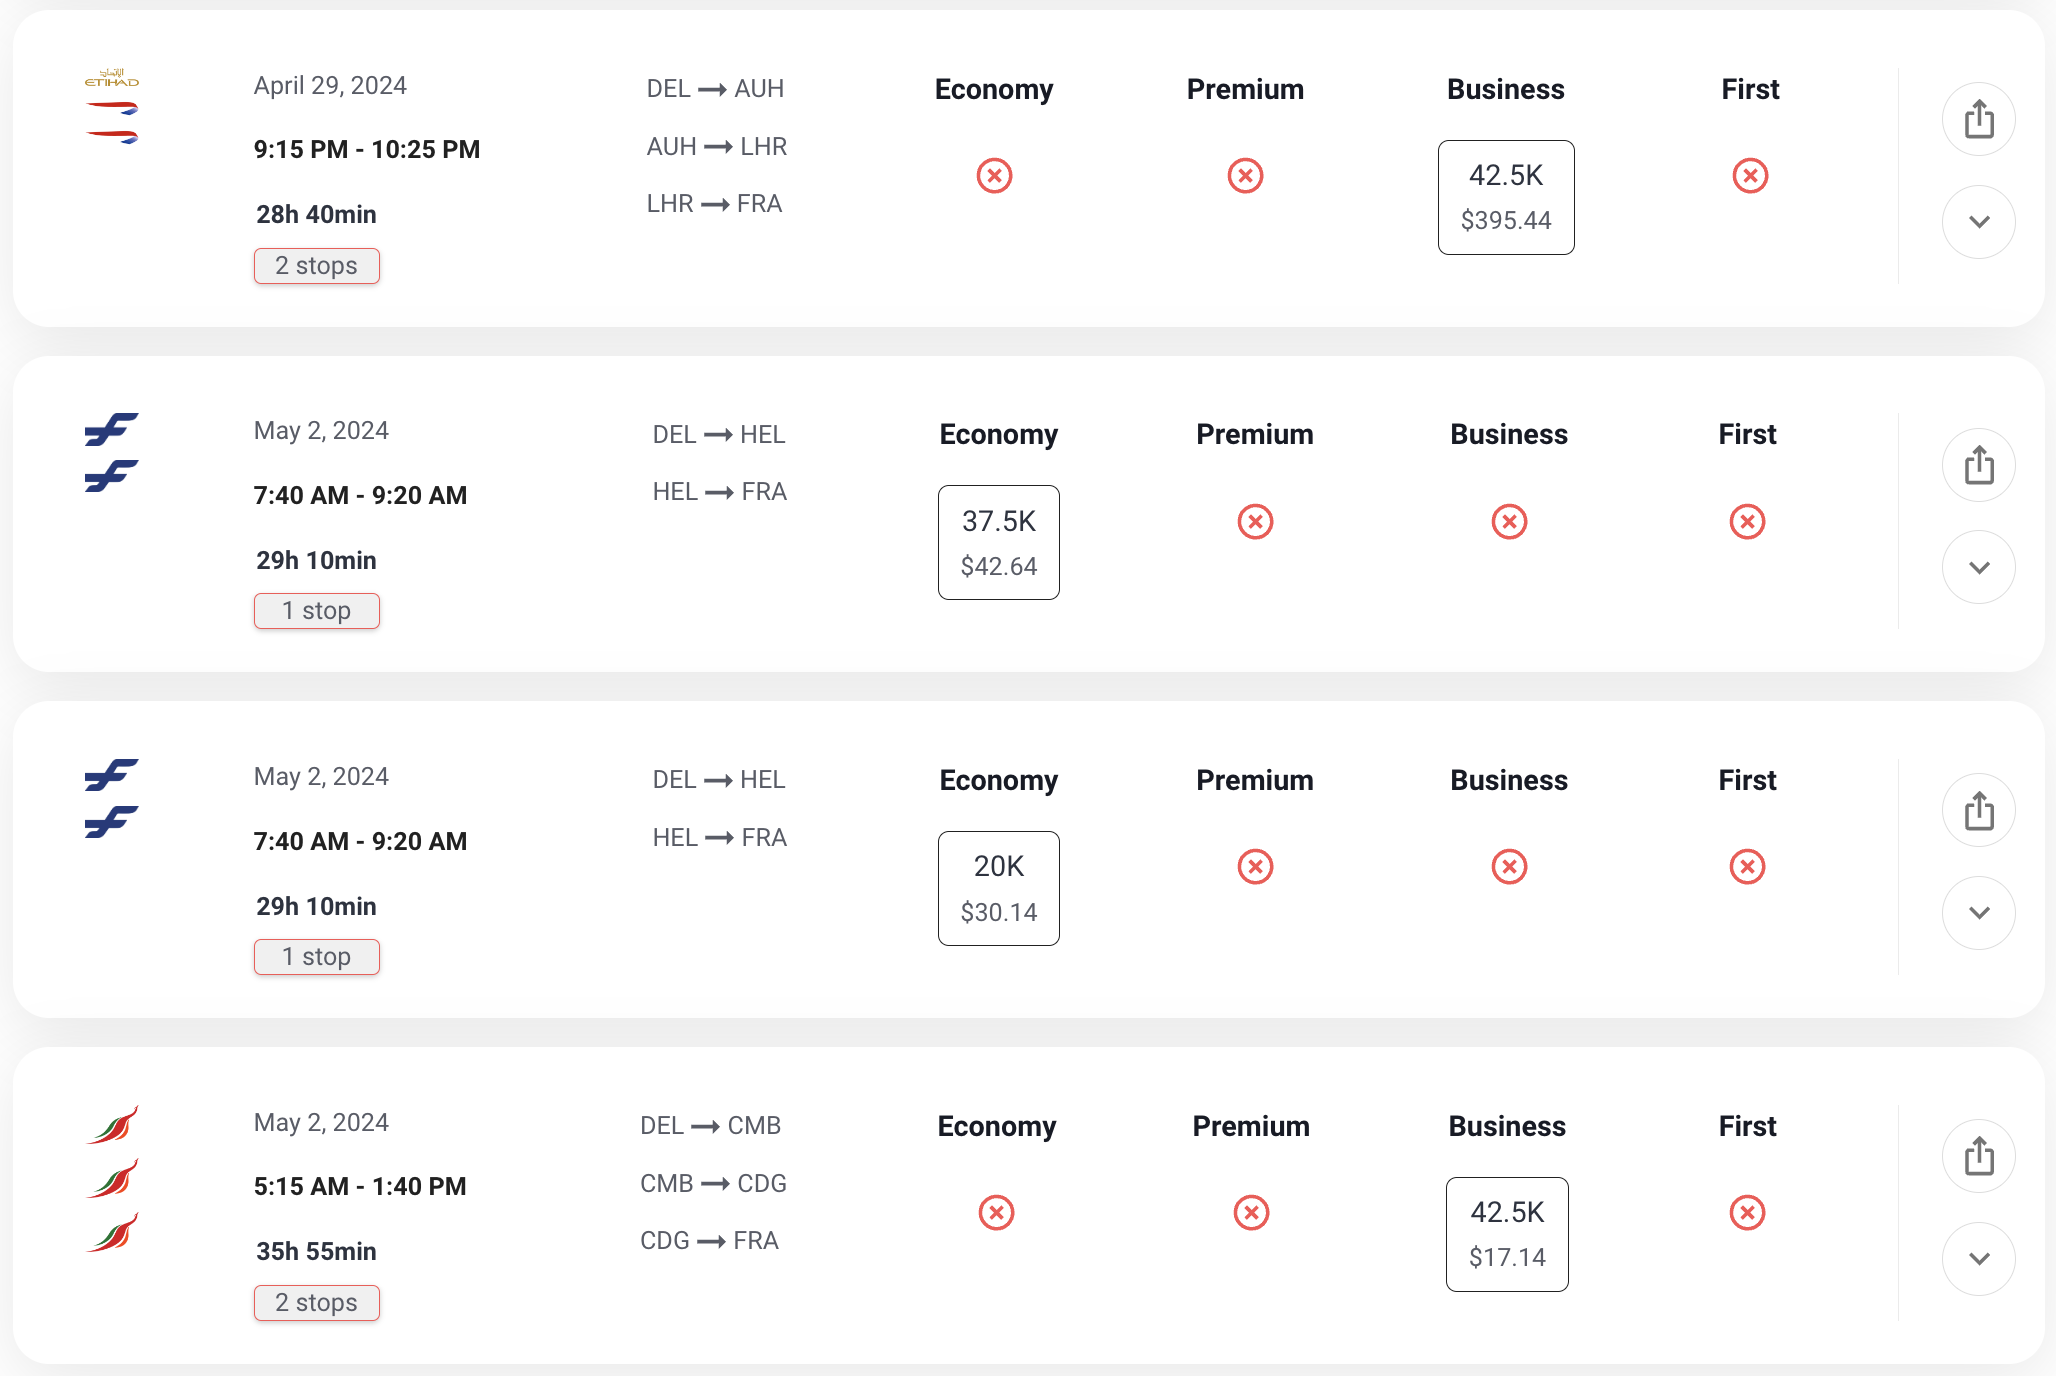 الإتحاد
ETIHAD
April 29, 2024
9:15 PM - 10:25 PM
28h 40min
2 stops
DEL → AUH
AUH → LHR
LHR → FRA
Economy
Premium
Business
42.5K
$395.44
First
May 2, 2024
7:40 AM - 9:20 AM
29h 10min
1 stop
DEL → HEL
HEL → FRA
Economy
37.5K
$42.64
Premium
Business
First
May 2, 2024
7:40 AM - 9:20 AM
29h 10min
1 stop
DEL → HEL
HEL → FRA
Economy
20K
$30.14
Premium
Business
First
May 2, 2024
5:15 AM - 1:40 PM
35h 55min
2 stops
DEL → CMB
CMB → CDG
CDG → FRA
Economy
Premium
Business
42.5K
$17.14
First